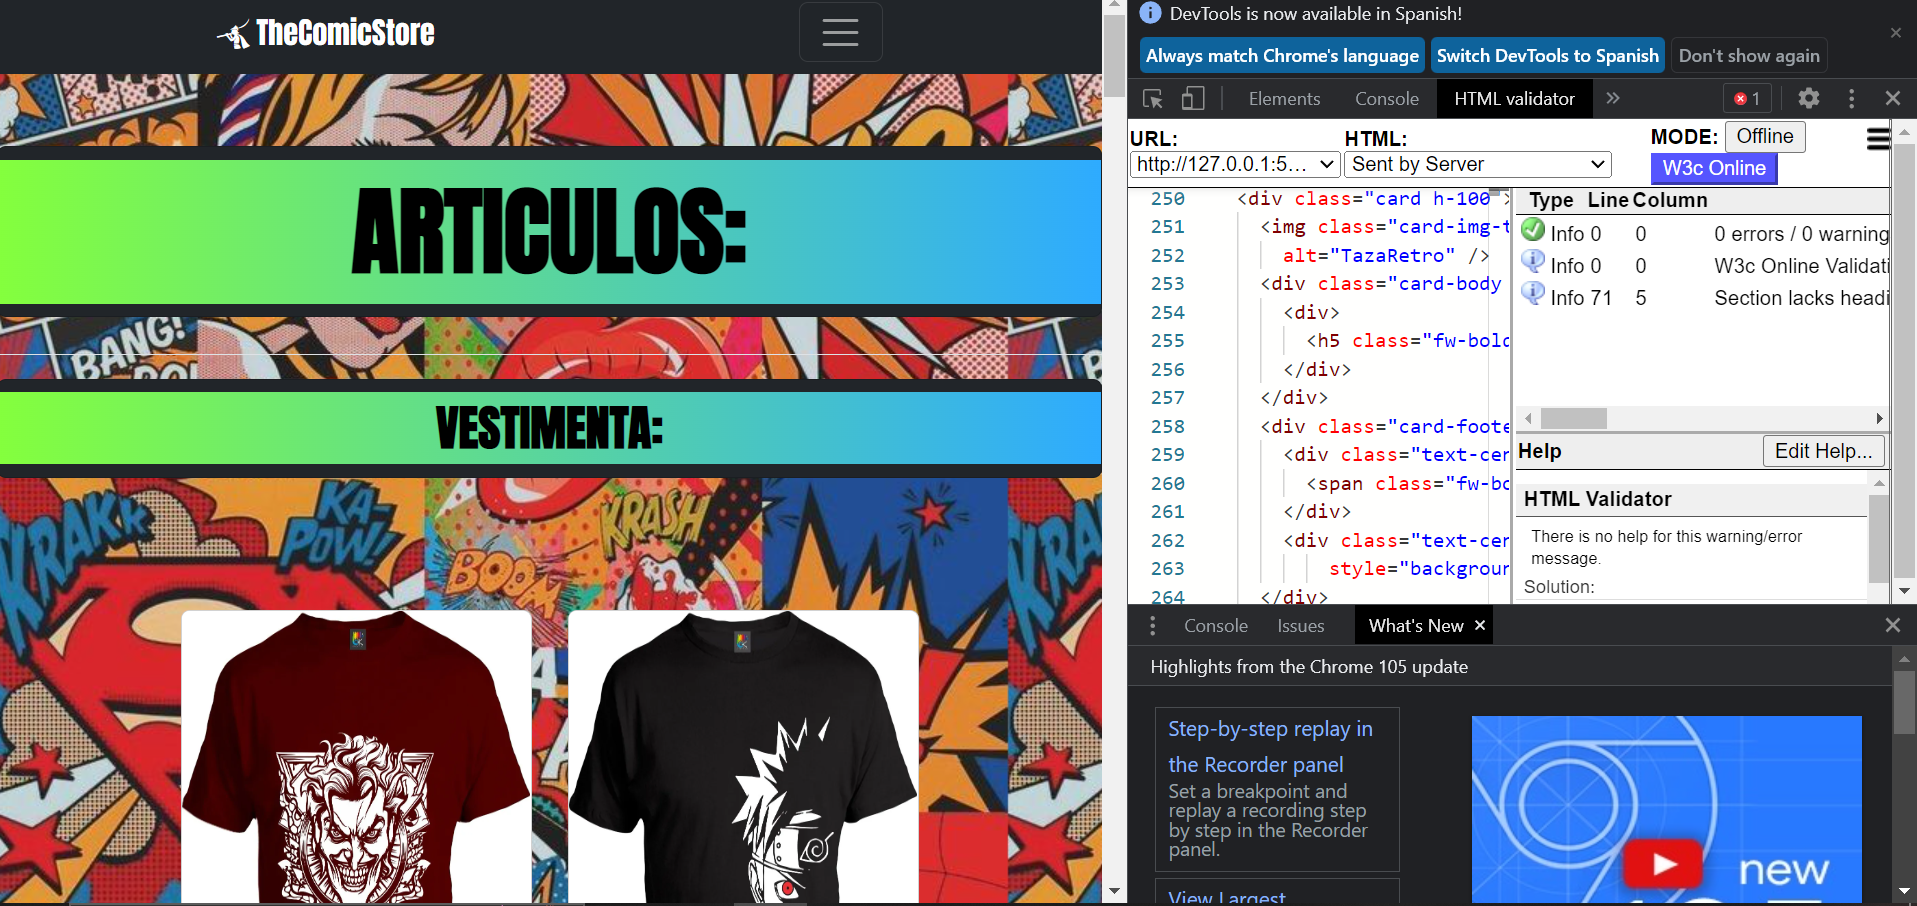 TheComicStore
ARTICULOS:
BANG!
VESTIMENTA:
KRAKK
KA-
POW!
KRASH
BOOM
DevTools is now available in Spanish!
Always match Chrome's language
Switch DevTools to Spanish
Don't show again
Elements
Console
HTML validator
1
URL:
HTML:
MODE:
Offline
http://127.0.0.1:5...
Sent by Server
W3c Online
250 <div class="card h-100">
251 <img class="card-img-t
252 alt="TazaRetro" />
253 <div class="card-body
254 <div>
255 <h5 class="fw-bold
256 </div>
257 </div>
258 <div class="card-foote
259 <div class="text-cen
260 <span class="fw-bo
261 </div>
262 <div class="text-cen
263 style="backgroun
264 </div>
Type Line Column
Info 0 0 0 errors / 0 warning
Info 0 0 W3c Online Validati
Info 71 5 Section lacks headi
Help
Edit Help...
HTML Validator
There is no help for this warning/error
message.
Solution:
Console
Issues
What's New
Highlights from the Chrome 105 update
Step-by-step replay in
the Recorder panel
Set a breakpoint and
replay a recording step
by step in the Recorder
panel.
View Largest
new